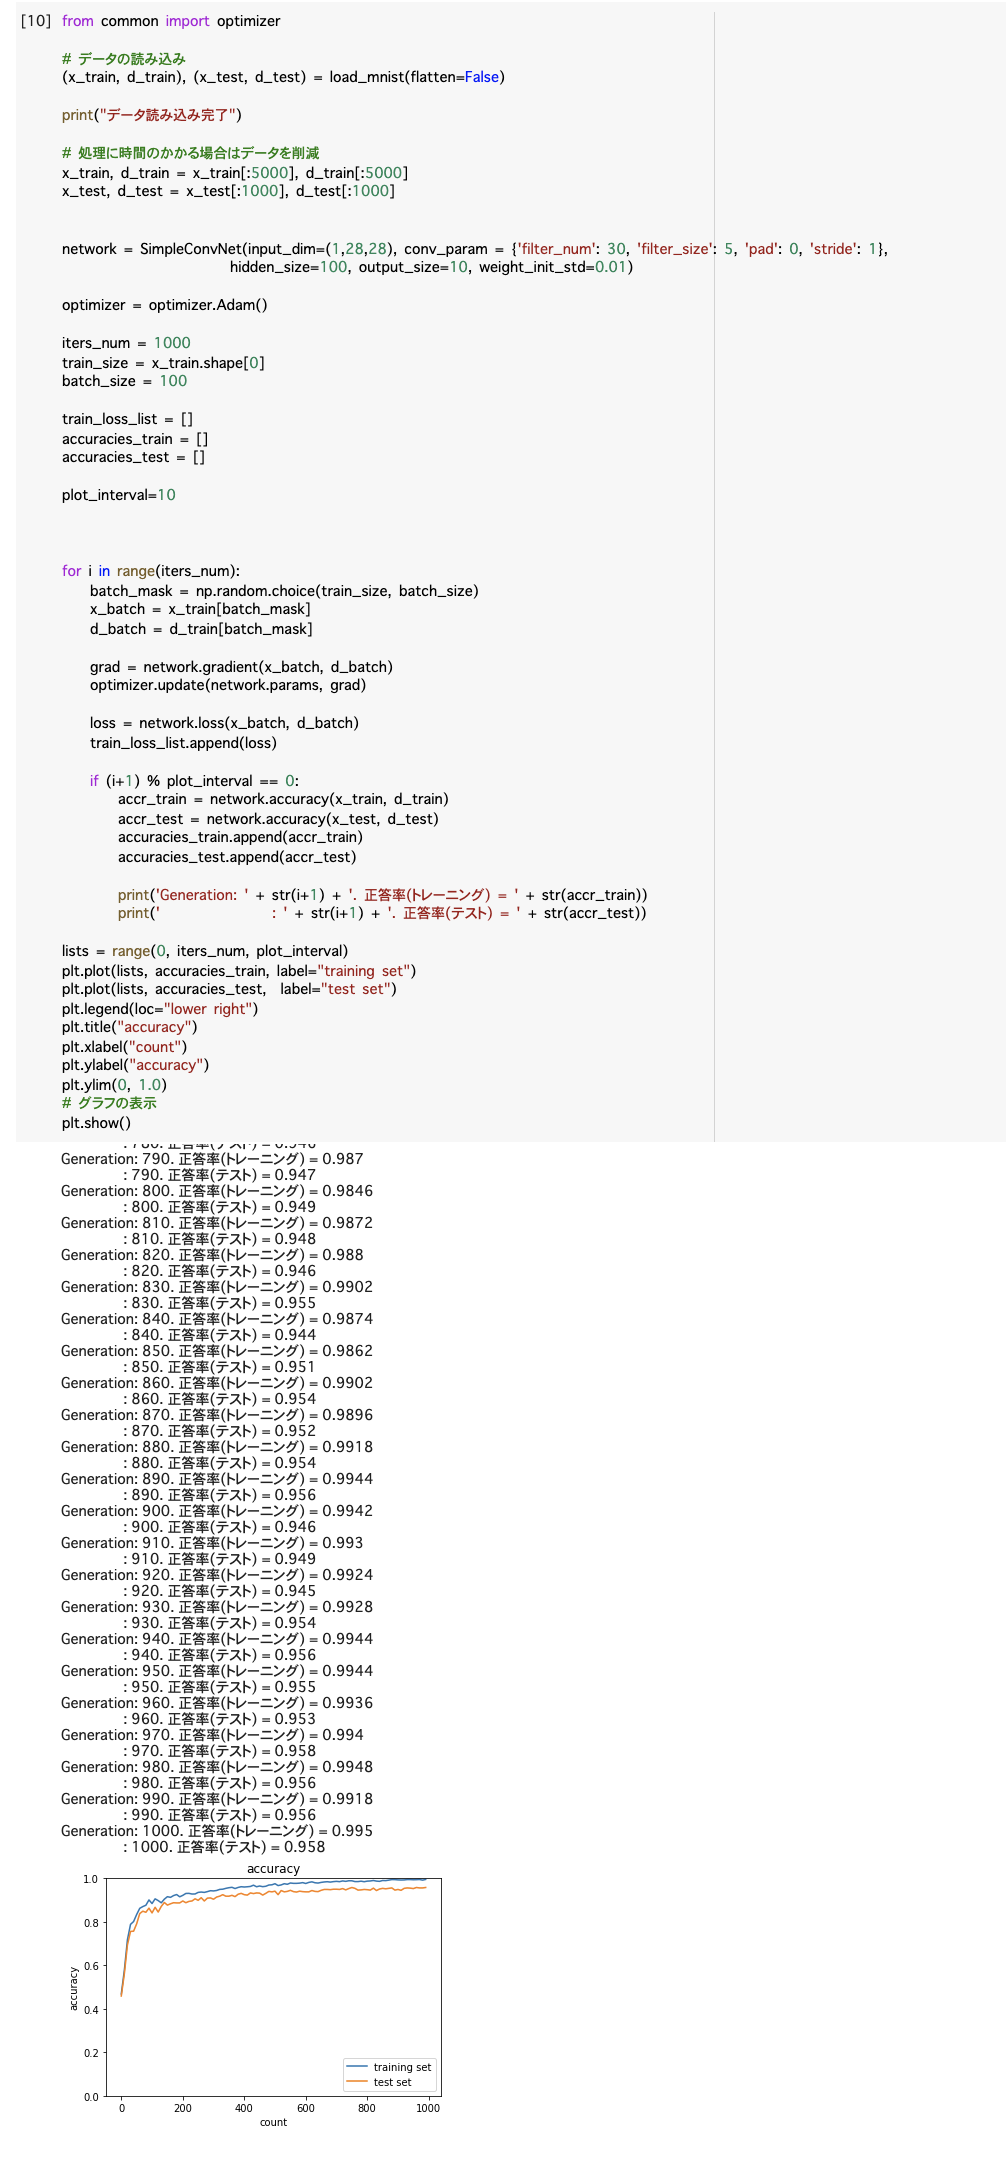 [10] from common import optimizer
# データの読み込み
(x_train, d_train), (x_test, d_test) = load_mnist(flatten=False)
print("データ読み込み完了")
# 処理に時間のかかる場合はデータを削減
x_train, d_train = x_train[:5000], d_train[:5000]
x_test, d_test = x_test[:1000], d_test[:1000]
network = SimpleConvNet(input_dim=(1,28,28), conv_param = {'filter_num': 30, 'filter_size': 5, 'pad': 0, 'stride': 1},
hidden_size=100, output_size=10, weight_init_std=0.01)
optimizer = optimizer.Adam()
iters_num = 1000
train_size = x_train.shape[0]
batch_size = 100
train_loss_list = []
accuracies_train = []
accuracies_test = []
plot_interval=10
for i in range(iters_num):
batch_mask = np.random.choice(train_size, batch_size)
x_batch = x_train[batch_mask]
d_batch = d_train[batch_mask]
grad = network.gradient(x_batch, d_batch)
optimizer.update(network.params, grad)
loss = network.loss(x_batch, d_batch)
train_loss_list.append(loss)
if (i+1) % plot_interval == 0:
accr_train = network.accuracy(x_train, d_train)
accr_test = network.accuracy(x_test, d_test)
accuracies_train.append(accr_train)
accuracies_test.append(accr_test)
print('Generation: ' + str(i+1) + '. 正答率(トレーニング) = ' + str(accr_train))
print('                : ' + str(i+1) + '. 正答率(テスト) = ' + str(accr_test))
lists = range(0, iters_num, plot_interval)
plt.plot(lists, accuracies_train, label="training set")
plt.plot(lists, accuracies_test,  label="test set")
plt.legend(loc="lower right")
plt.title("accuracy")
plt.xlabel("count")
plt.ylabel("accuracy")
plt.ylim(0, 1.0)
# グラフの表示
plt.show()
: 780. 正答率(テスト) = 0.946
Generation: 790. 正答率(トレーニング) = 0.987
: 790. 正答率(テスト) = 0.947
Generation: 800. 正答率(トレーニング) = 0.9846
: 800. 正答率(テスト) = 0.949
Generation: 810. 正答率(トレーニング) = 0.9872
: 810. 正答率(テスト) = 0.948
Generation: 820. 正答率(トレーニング) = 0.988
: 820. 正答率(テスト) = 0.946
Generation: 830. 正答率(トレーニング) = 0.9902
: 830. 正答率(テスト) = 0.955
Generation: 840. 正答率(トレーニング) = 0.9874
: 840. 正答率(テスト) = 0.944
Generation: 850. 正答率(トレーニング) = 0.9862
: 850. 正答率(テスト) = 0.951
Generation: 860. 正答率(トレーニング) = 0.9902
: 860. 正答率(テスト) = 0.954
Generation: 870. 正答率(トレーニング) = 0.9896
: 870. 正答率(テスト) = 0.952
Generation: 880. 正答率(トレーニング) = 0.9918
: 880. 正答率(テスト) = 0.954
Generation: 890. 正答率(トレーニング) = 0.9944
: 890. 正答率(テスト) = 0.956
Generation: 900. 正答率(トレーニング) = 0.9942
: 900. 正答率(テスト) = 0.946
Generation: 910. 正答率(トレーニング) = 0.993
: 910. 正答率(テスト) = 0.949
Generation: 920. 正答率(トレーニング) = 0.9924
: 920. 正答率(テスト) = 0.945
Generation: 930. 正答率(トレーニング) = 0.9928
: 930. 正答率(テスト) = 0.954
Generation: 940. 正答率(トレーニング) = 0.9944
: 940. 正答率(テスト) = 0.956
Generation: 950. 正答率(トレーニング) = 0.9944
: 950. 正答率(テスト) = 0.955
Generation: 960. 正答率(トレーニング) = 0.9936
: 960. 正答率(テスト) = 0.953
Generation: 970. 正答率(トレーニング) = 0.994
: 970. 正答率(テスト) = 0.958
Generation: 980. 正答率(トレーニング) = 0.9948
: 980. 正答率(テスト) = 0.956
Generation: 990. 正答率(トレーニング) = 0.9918
: 990. 正答率(テスト) = 0.956
Generation: 1000. 正答率(トレーニング) = 0.995
: 1000. 正答率(テスト) = 0.958
accuracy
1.0
0.8
0.6
accuracy
0.4
0.2
0.0
training set
test set
0 200 400 600 800 1000
count